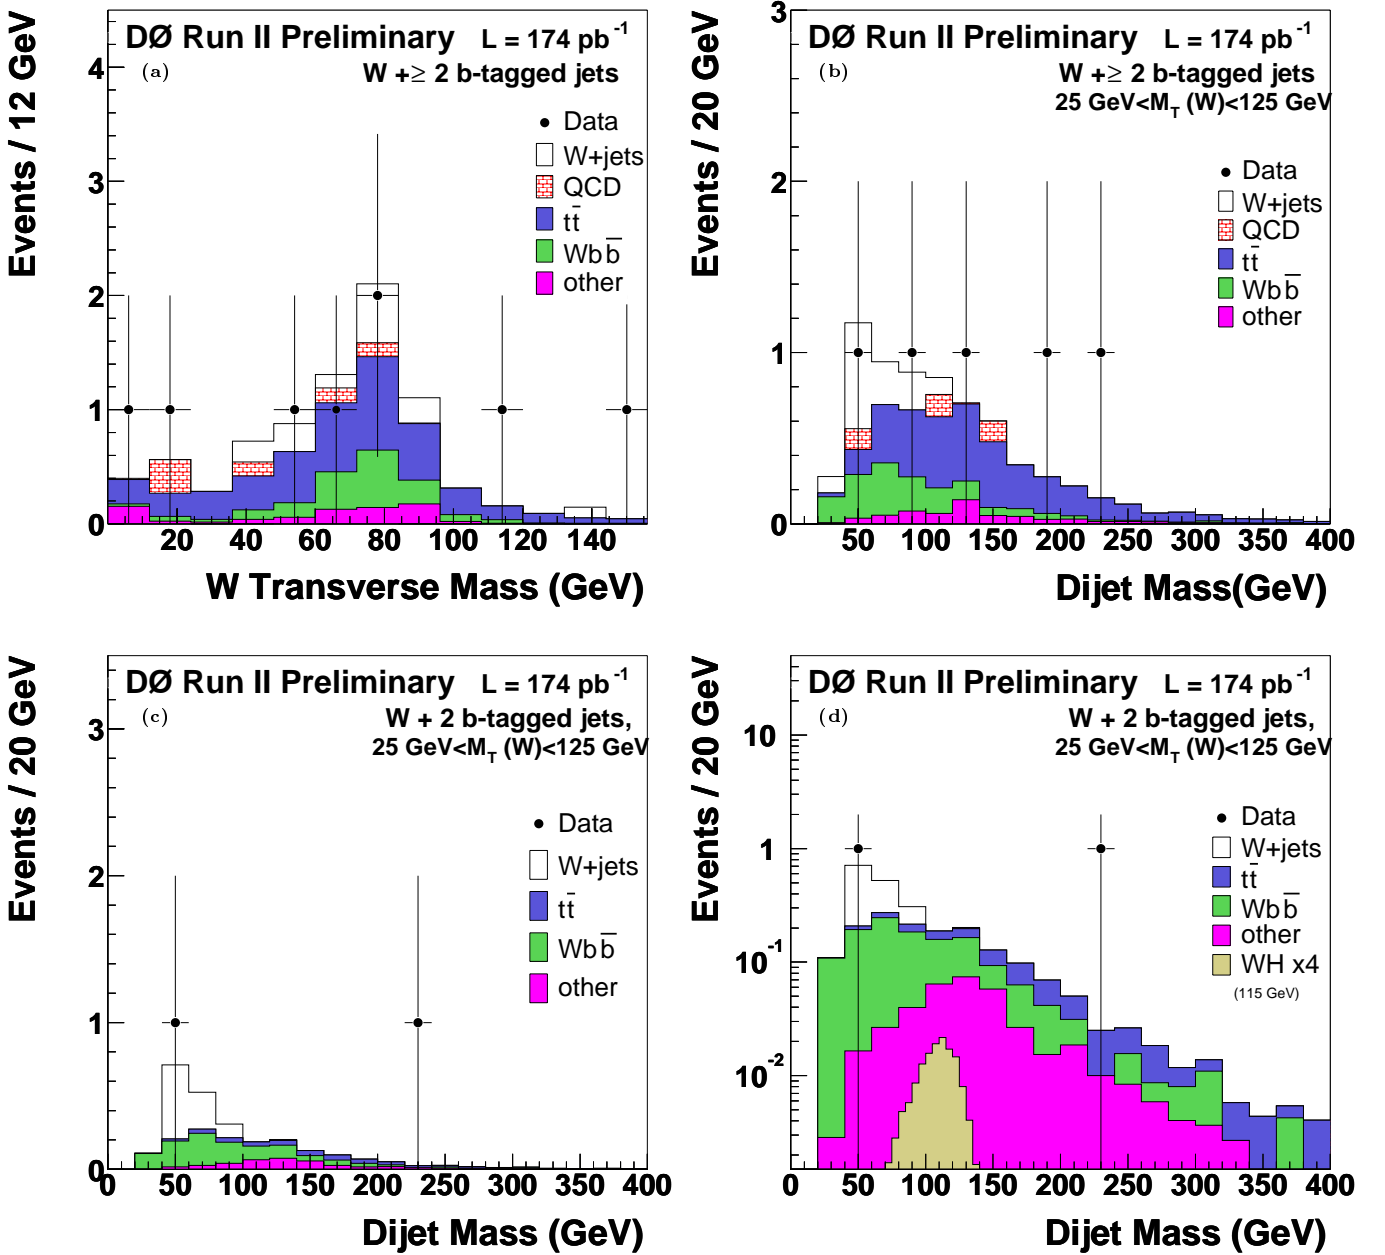 DØ Run II Preliminary L = 174 pb⁻¹
(a) W +≥ 2 b-tagged jets
Data
W+jets
QCD
tt̄
Wbb̄
other
Events / 12 GeV
4
3
2
1
0
20 40 60 80 100 120 140
W Transverse Mass (GeV)
DØ Run II Preliminary L = 174 pb⁻¹
(b) W +≥ 2 b-tagged jets
25 GeV<M_T (W)<125 GeV
Data
W+jets
QCD
tt̄
Wbb̄
other
Events / 20 GeV
3
2
1
0
50 100 150 200 250 300 350 400
Dijet Mass(GeV)
DØ Run II Preliminary L = 174 pb⁻¹
(c) W + 2 b-tagged jets,
25 GeV<M_T (W)<125 GeV
Data
W+jets
tt̄
Wbb̄
other
Events / 20 GeV
3
2
1
0
0 50 100 150 200 250 300 350 400
Dijet Mass (GeV)
DØ Run II Preliminary L = 174 pb⁻¹
(d) W + 2 b-tagged jets,
25 GeV<M_T (W)<125 GeV
Data
W+jets
tt̄
Wbb̄
other
WH x4
(115 GeV)
Events / 20 GeV
10
1
10⁻¹
10⁻²
0 50 100 150 200 250 300 350 400
Dijet Mass (GeV)